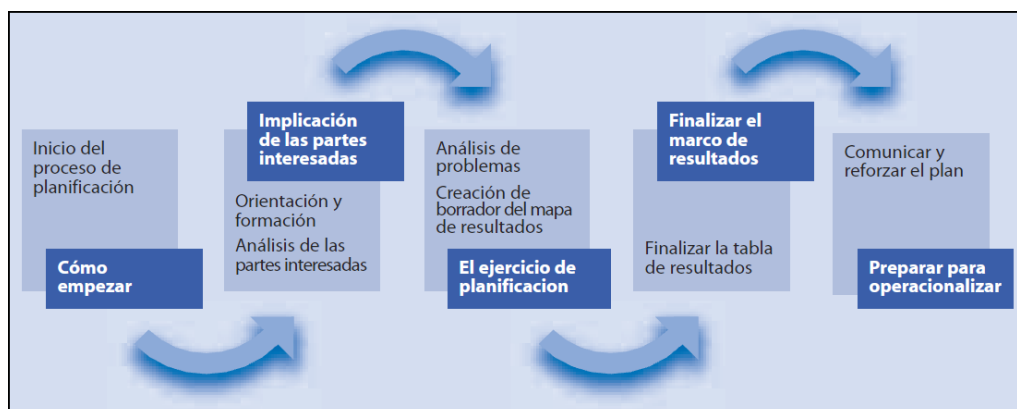 Inicio del
proceso de
planificación
Cómo
empezar
Implicación
de las partes
interesadas
Orientación y
formación
Análisis de las
partes interesadas
Análisis de
problemas
Creación de
borrador del mapa
de resultados
El ejercicio de
planificacion
Finalizar el
marco de
resultados
Finalizar la tabla
de resultados
Comunicar y
reforzar el plan
Preparar para
operacionalizar